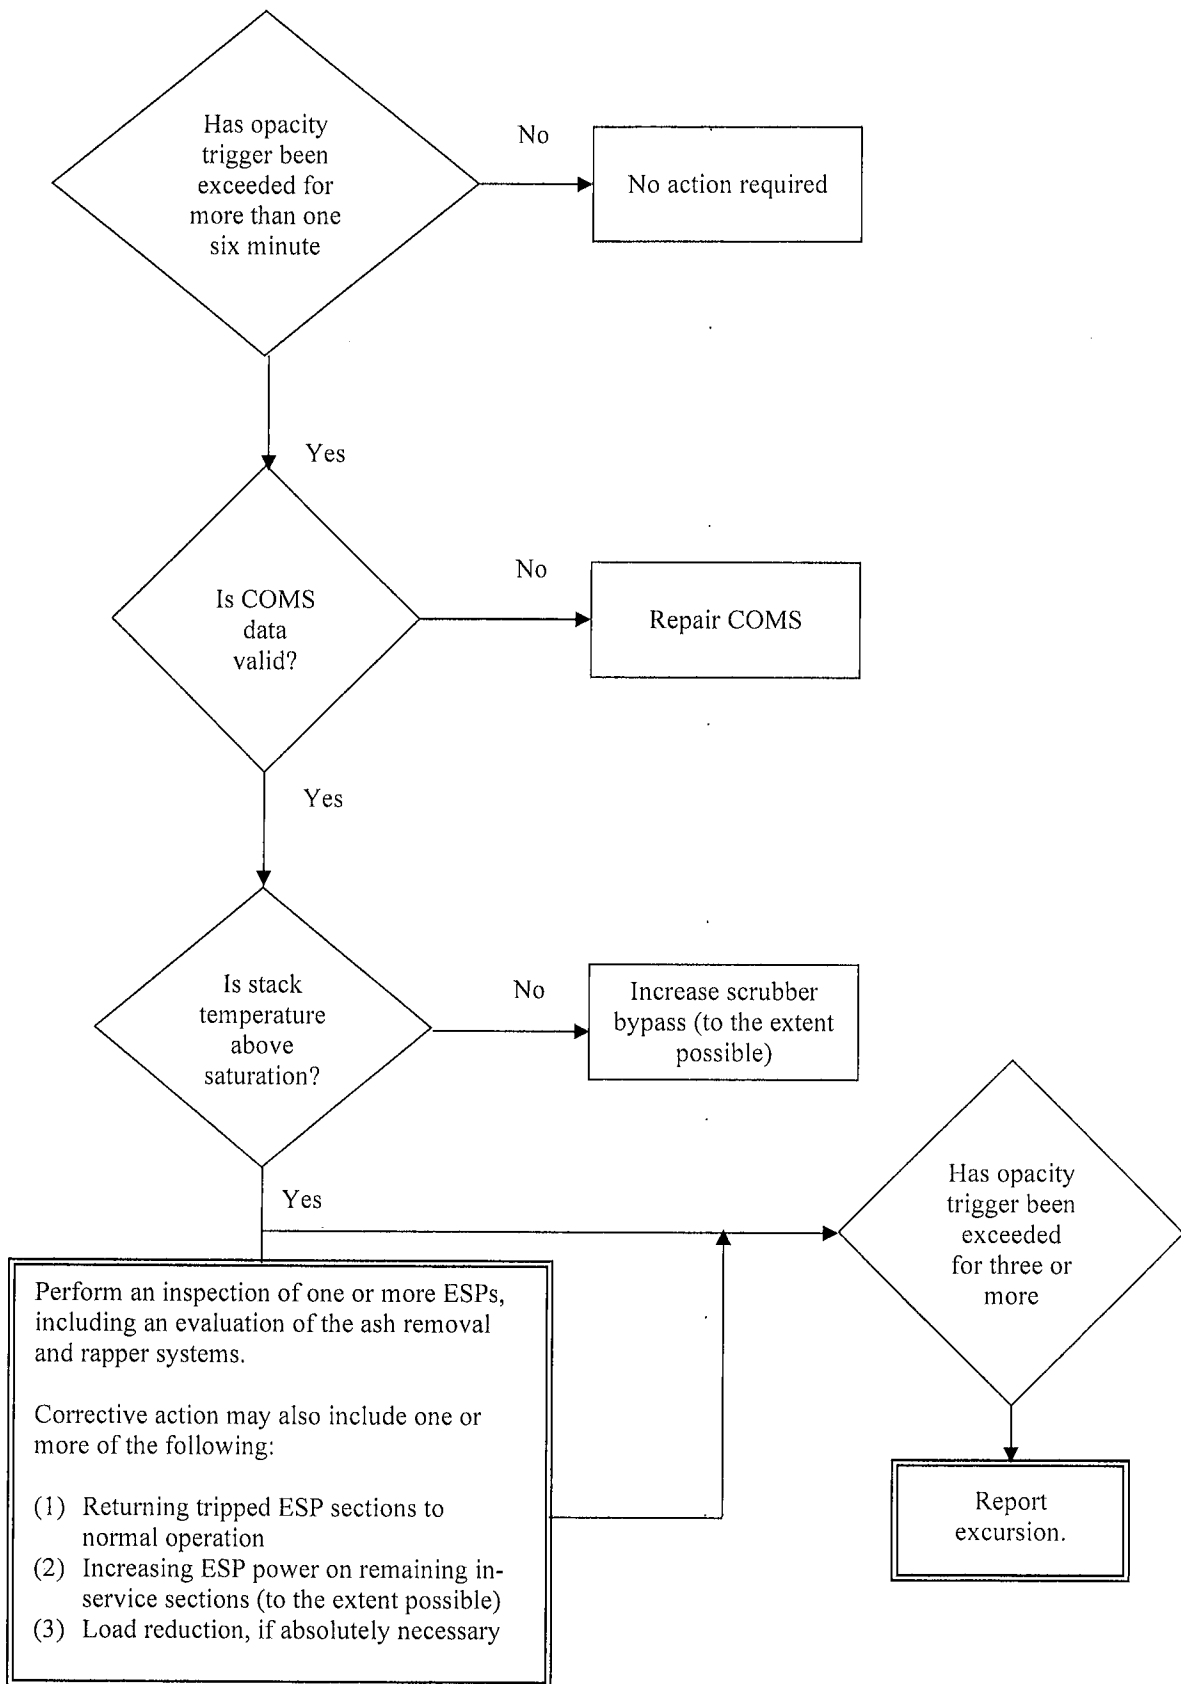 Has opacity
trigger been
exceeded for
more than one
six minute
No
No action required
Yes
Is COMS
data
valid?
No
Repair COMS
Yes
Is stack
temperature
above
saturation?
No
Increase scrubber
bypass (to the extent
possible)
Yes
Has opacity
trigger been
exceeded
for three or
more
Perform an inspection of one or more ESPs,
including an evaluation of the ash removal
and rapper systems.
Corrective action may also include one or
more of the following:
(1) Returning tripped ESP sections to
normal operation
(2) Increasing ESP power on remaining in-
service sections (to the extent possible)
(3) Load reduction, if absolutely necessary
Report
excursion.